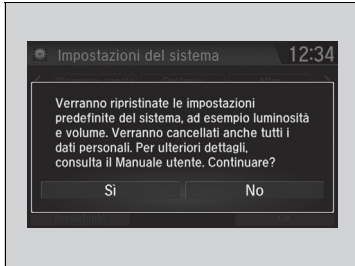 Impostazioni del sistema
12:34
Verranno ripristinate le impostazioni
predefinite del sistema, ad esempio luminosità
e volume. Verranno cancellati anche tutti i
dati personali. Per ulteriori dettagli,
consulta il Manuale utente. Continuare?
Sì
No
OK